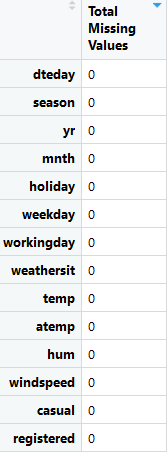 Total
Missing
Values
dteday 0
season 0
yr 0
mnth 0
holiday 0
weekday 0
workingday 0
weathersit 0
temp 0
atemp 0
hum 0
windspeed 0
casual 0
registered 0